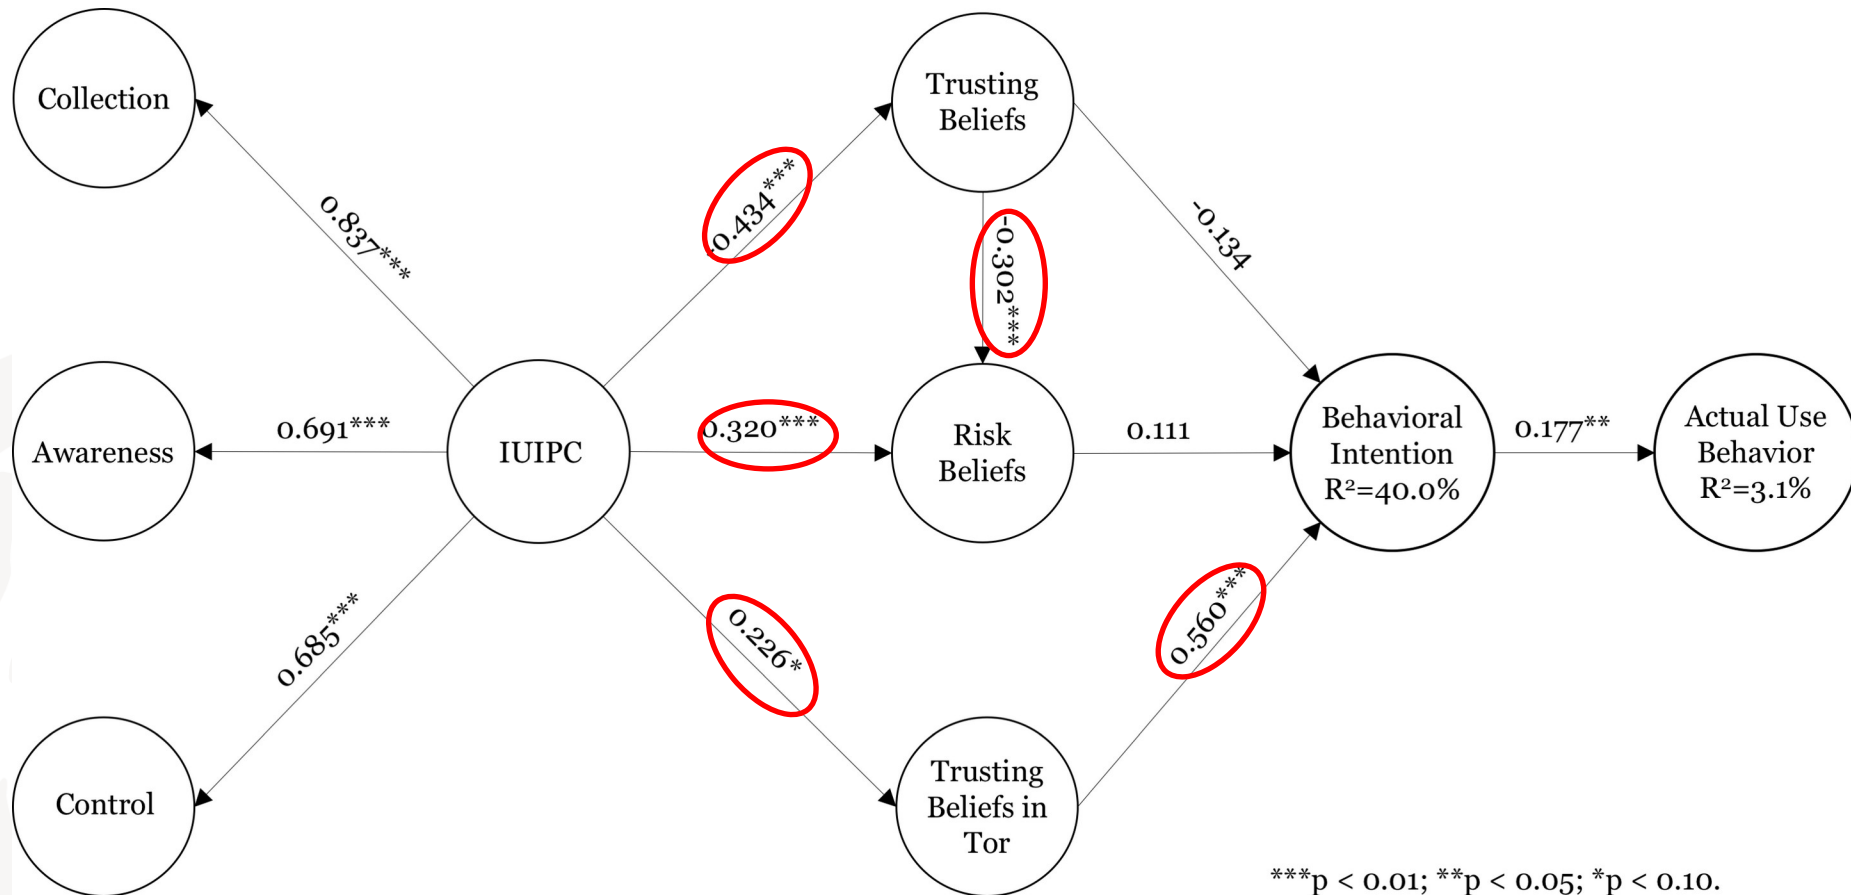 Collection
Trusting
Beliefs
0.837***
-0.434***
-0.302***
-0.134
Awareness
0.691***
IUIPC
0.320***
Risk
Beliefs
0.111
Behavioral
Intention
R²=40.0%
0.177**
Actual Use
Behavior
R²=3.1%
0.685***
0.226*
0.560***
Control
Trusting
Beliefs in
Tor
***p < 0.01; **p < 0.05; *p < 0.10.